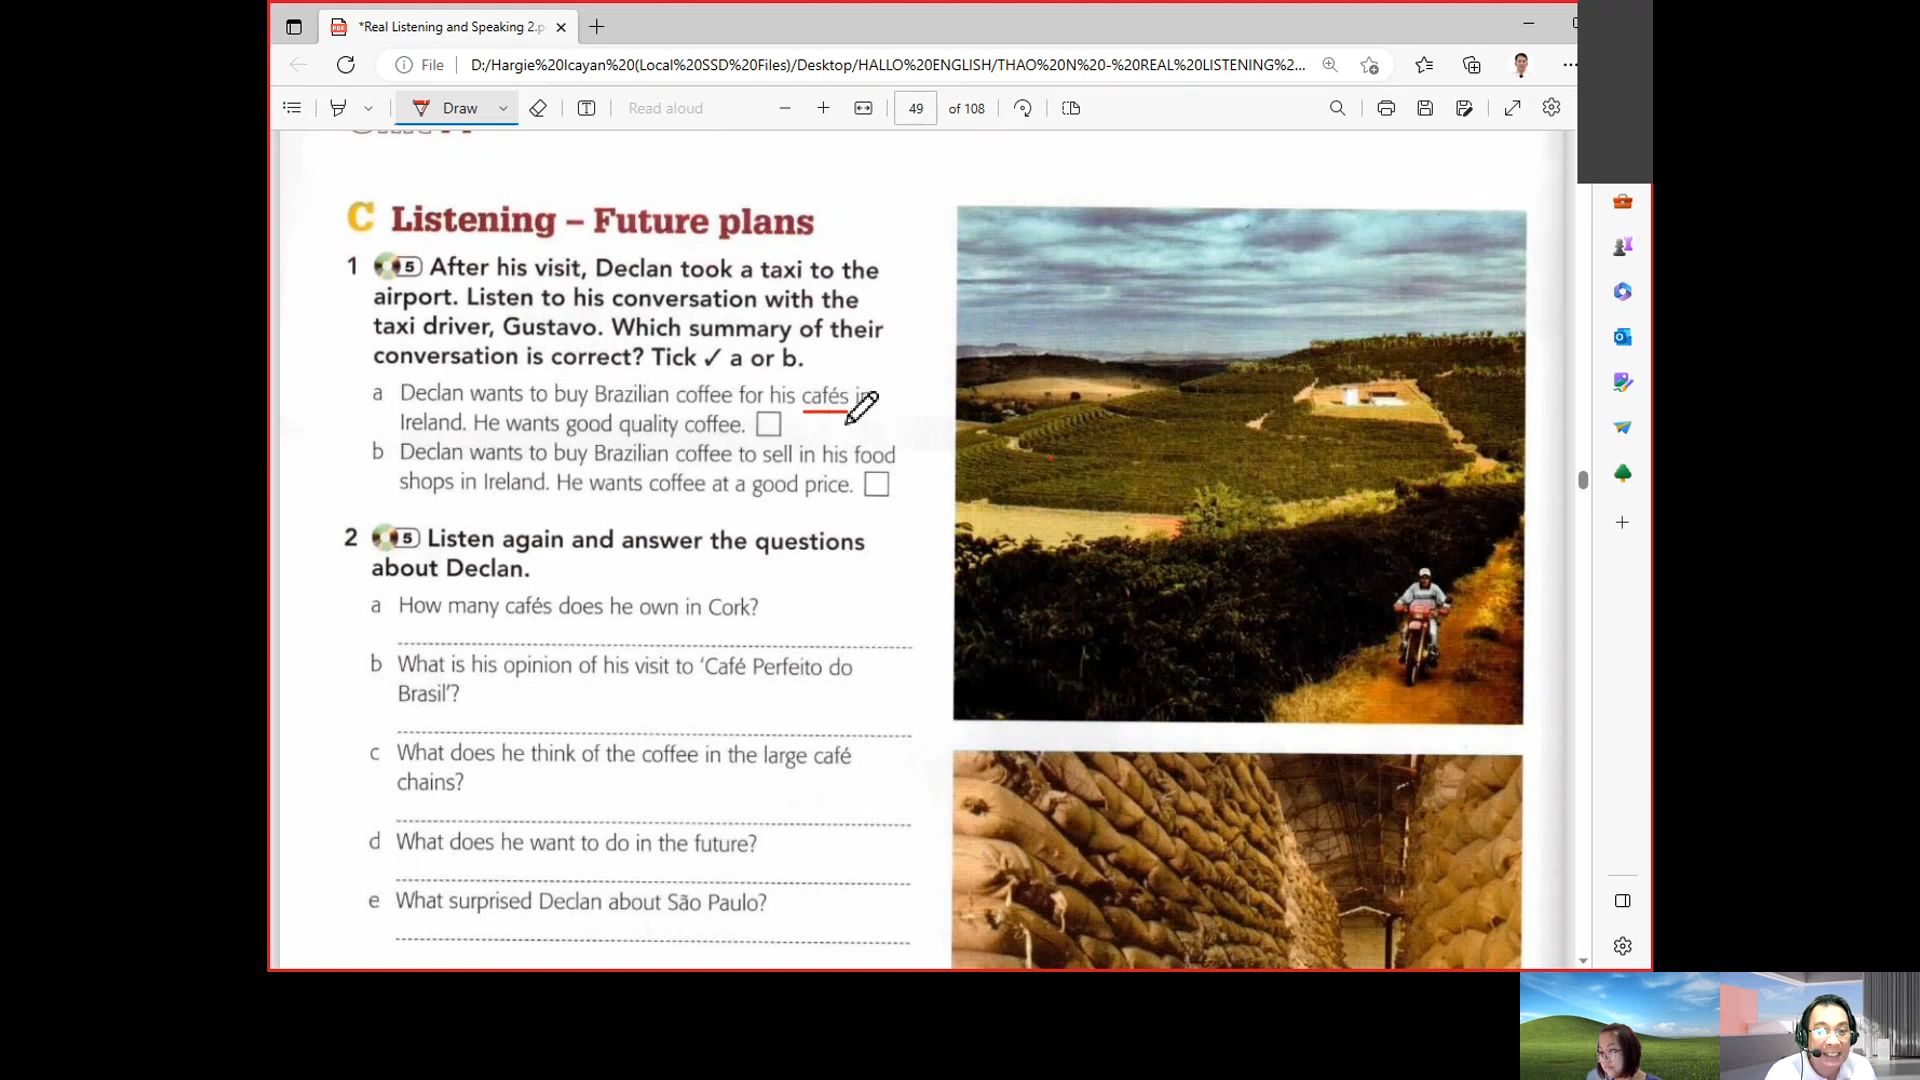 *Real Listening and Speaking 2.p
File
D:/Hargie%20Icayan%20(Local%20SSD%20Files)/Desktop/HALLO%20ENGLISH/THAO%20N%20-%20REAL%20LISTENING%2...
Draw
Read aloud
49 of 108
C Listening – Future plans
1 5 After his visit, Declan took a taxi to the
airport. Listen to his conversation with the
taxi driver, Gustavo. Which summary of their
conversation is correct? Tick ✓ a or b.
a Declan wants to buy Brazilian coffee for his cafés in
Ireland. He wants good quality coffee.
b Declan wants to buy Brazilian coffee to sell in his food
shops in Ireland. He wants coffee at a good price.
2 5 Listen again and answer the questions
about Declan.
a How many cafés does he own in Cork?
b What is his opinion of his visit to ‘Café Perfeito do
Brasil’?
c What does he think of the coffee in the large café
chains?
d What does he want to do in the future?
e What surprised Declan about São Paulo?